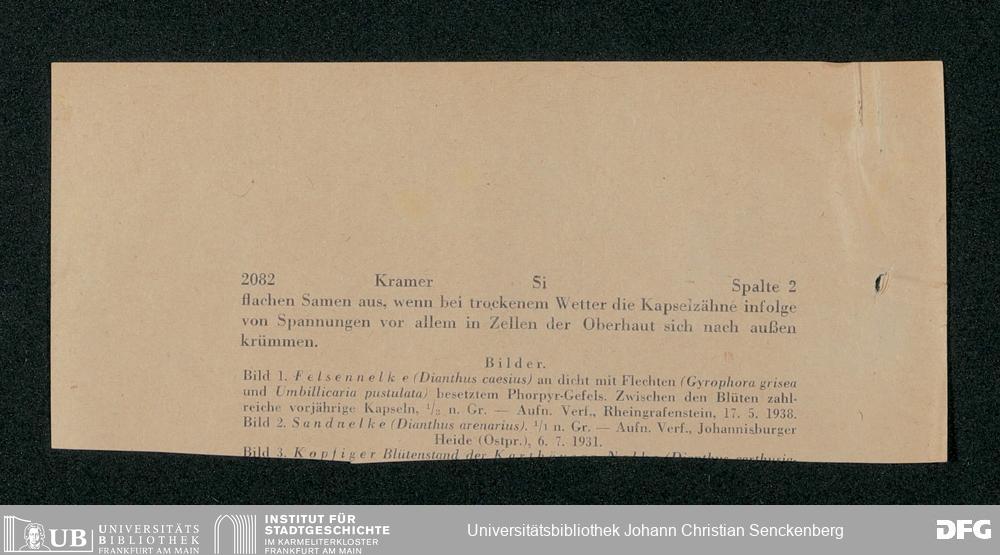 2082 Kramer Si Spalte 2
flachen Samen aus, wenn bei trockenem Wetter die Kapselzähne infolge
von Spannungen vor allem in Zellen der Oberhaut sich nach außen
krümmen.
Bilder.
Bild 1. Felsennelke (Dianthus caesius) an dicht mit Flechten (Gyrophora grisea
und Umbillicaria pustulata) besetztem Phorpyr-Gefels. Zwischen den Blüten zahl-
reiche vorjährige Kapseln, n. Gr. — Aufn. Verf., Rheingrafenstein, 17. 5. 1938.
Bild 2. Sandnelke (Dianthus arenarius). 1/1 n. Gr. — Aufn. Verf., Johannisburger
Heide (Ostpr.), 6. 7. 1931.
Bild 3. Kopfiger Blütenstand der
UB UNIVERSITÄTS
BIBLIOTHEK
FRANKFURT AM MAIN
INSTITUT FÜR
STADTGESCHICHTE
IM KARMELITERKLOSTER
FRANKFURT AM MAIN
Universitätsbibliothek Johann Christian Senckenberg
DFG